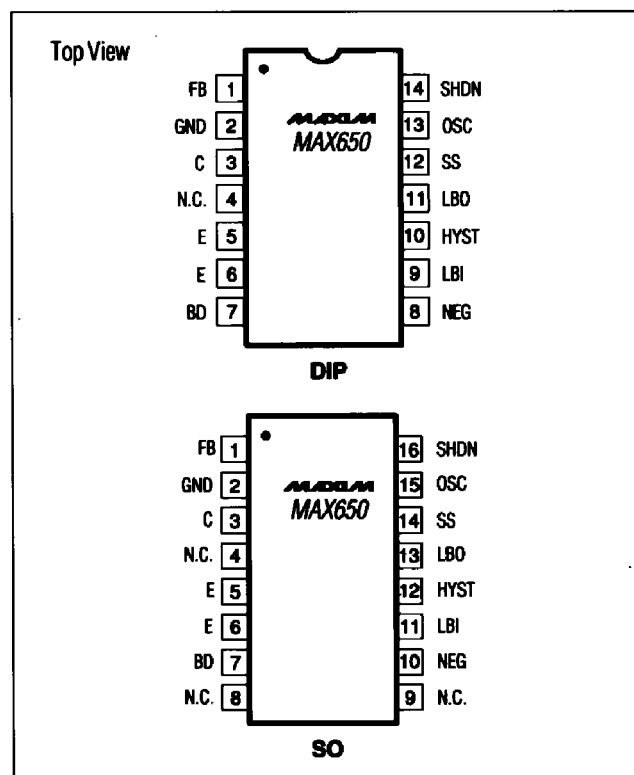 Top View
FB 1 14 SHDN
GND 2 13 OSC
C 3 12 SS
N.C. 4 11 LBO
E 5 10 HYST
E 6 9 LBI
BD 7 8 NEG
MAXIM
MAX650
DIP
FB 1 16 SHDN
GND 2 15 OSC
C 3 14 SS
N.C. 4 13 LBO
E 5 12 HYST
E 6 11 LBI
BD 7 10 NEG
N.C. 8 9 N.C.
MAXIM
MAX650
SO